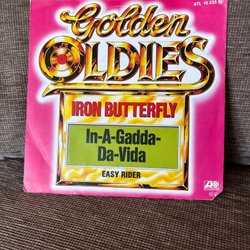 ATL 10 233 (N)
Golden
OLDIES
IRON BUTTERFLY
In-A-Gadda-
Da-Vida
EASY RIDER